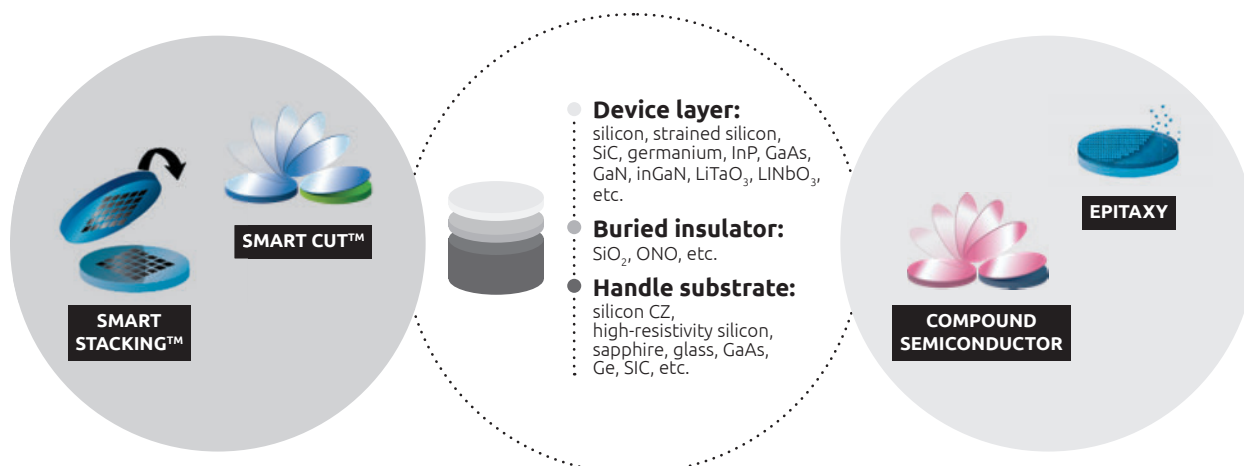 SMART CUT™
SMART
STACKING™
Device layer:
silicon, strained silicon,
SiC, germanium, InP, GaAs,
GaN, inGaN, LiTaO₃, LINbO₃,
etc.
Buried insulator:
SiO₂, ONO, etc.
Handle substrate:
silicon CZ,
high-resistivity silicon,
sapphire, glass, GaAs,
Ge, SIC, etc.
EPITAXY
COMPOUND
SEMICONDUCTOR